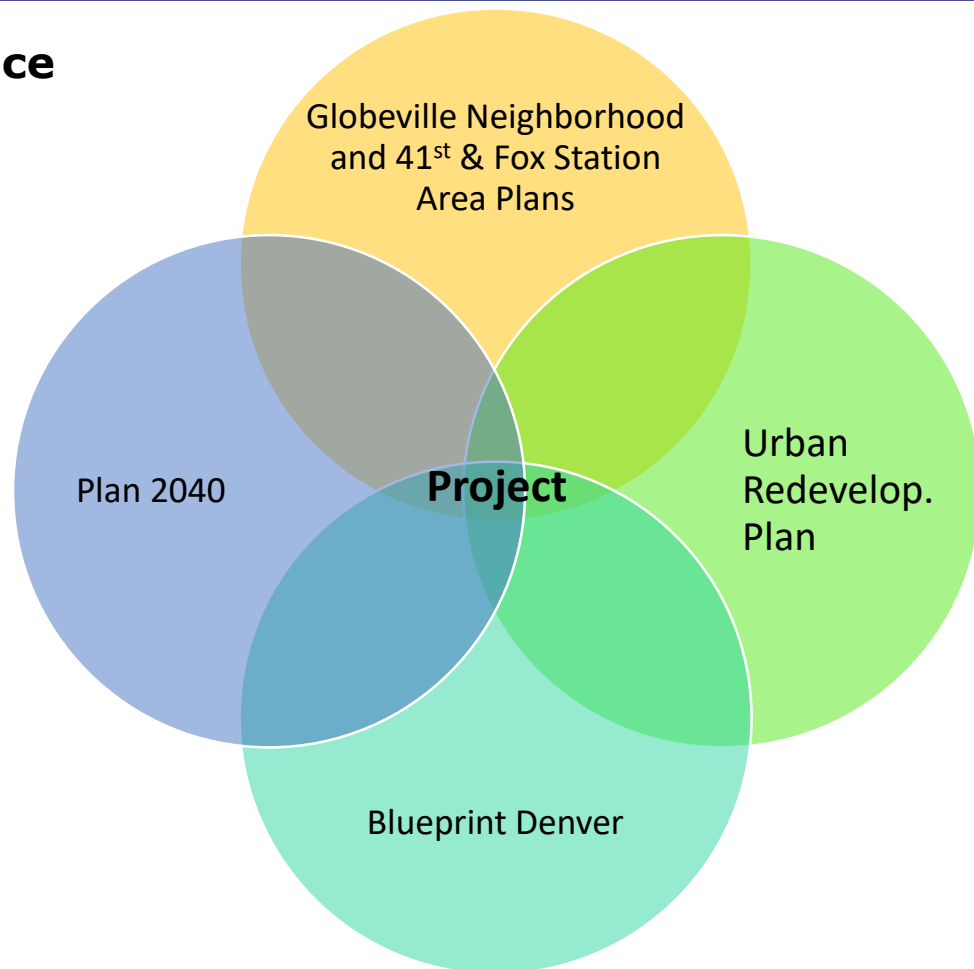 ce
Globeville Neighborhood
and 41st & Fox Station
Area Plans
Plan 2040
Project
Urban
Redevelop.
Plan
Blueprint Denver